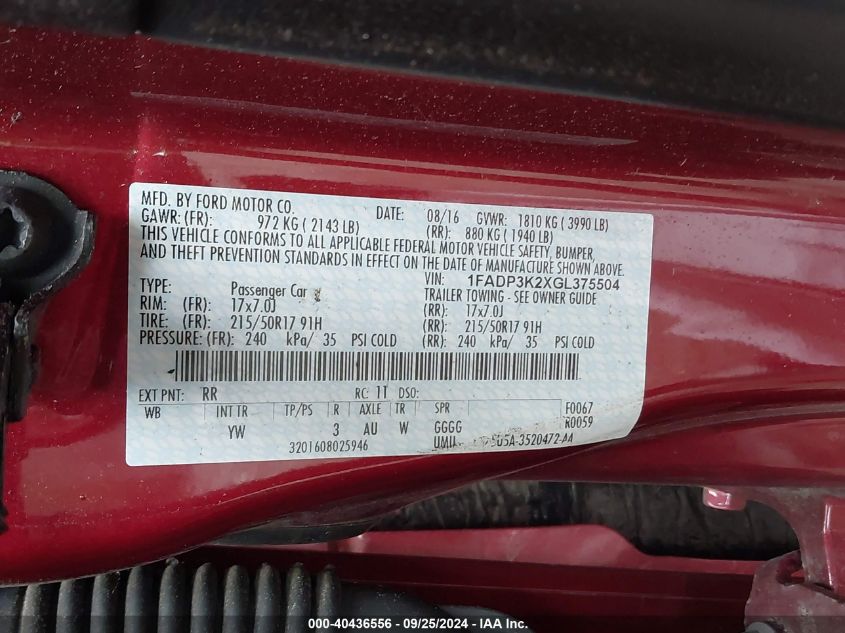 MFD. BY FORD MOTOR CO. DATE: 08/16 GVWR: 1810 KG ( 3990 LB)
GAWR: (FR): 972 KG ( 2143 LB) (RR): 880 KG ( 1940 LB)
THIS VEHICLE CONFORMS TO ALL APPLICABLE FEDERAL MOTOR VEHICLE SAFETY, BUMPER,
AND THEFT PREVENTION STANDARDS IN EFFECT ON THE DATE OF MANUFACTURE SHOWN ABOVE.
VIN: 1FADP3K2XGL375504
TYPE: Passenger Car TRAILER TOWING - SEE OWNER GUIDE
RIM: (FR): 17x7.0J (RR): 17x7.0J
TIRE: (FR): 215/50R17 91H (RR): 215/50R17 91H
PRESSURE: (FR): 240 kPa/ 35 PSI COLD (RR): 240 kPa/ 35 PSI COLD
EXT PNT: RR RC: 11 DSO:
WB INT TR TP/PS R AXLE TR SPR F0067
YW 3 AU W GGGG R0059
3201608025946 5A-3520472-AA
000-40436556 - 09/25/2024 - IAA Inc.